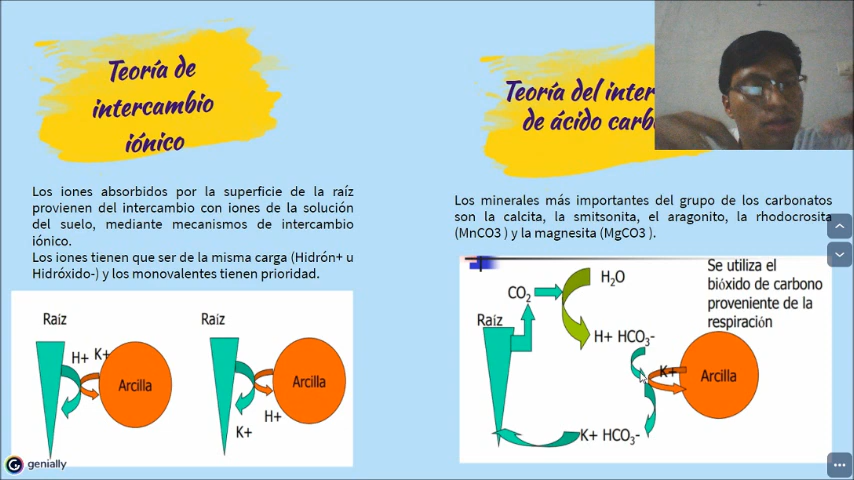 Teoría de
intercambio
iónico
Los iones absorbidos por la superficie de la raíz
provienen del intercambio con iones de la solución
del suelo, mediante mecanismos de intercambio
iónico.
Los iones tienen que ser de la misma carga (Hidrón+ u
Hidróxido-) y los monovalentes tienen prioridad.
Raíz
H+ K+
Arcilla
Raíz
Arcilla
H+
K+
genially
Teoría del inter
de ácido carb
Los minerales más importantes del grupo de los carbonatos
son la calcita, la smitsonita, el aragonito, la rhodocrosita
(MnCO3 ) y la magnesita (MgCO3 ).
Se utiliza el
bióxido de carbono
proveniente de la
respiración
CO2
H2O
Raíz
H+ HCO3-
K+
Arcilla
K+ HCO3-